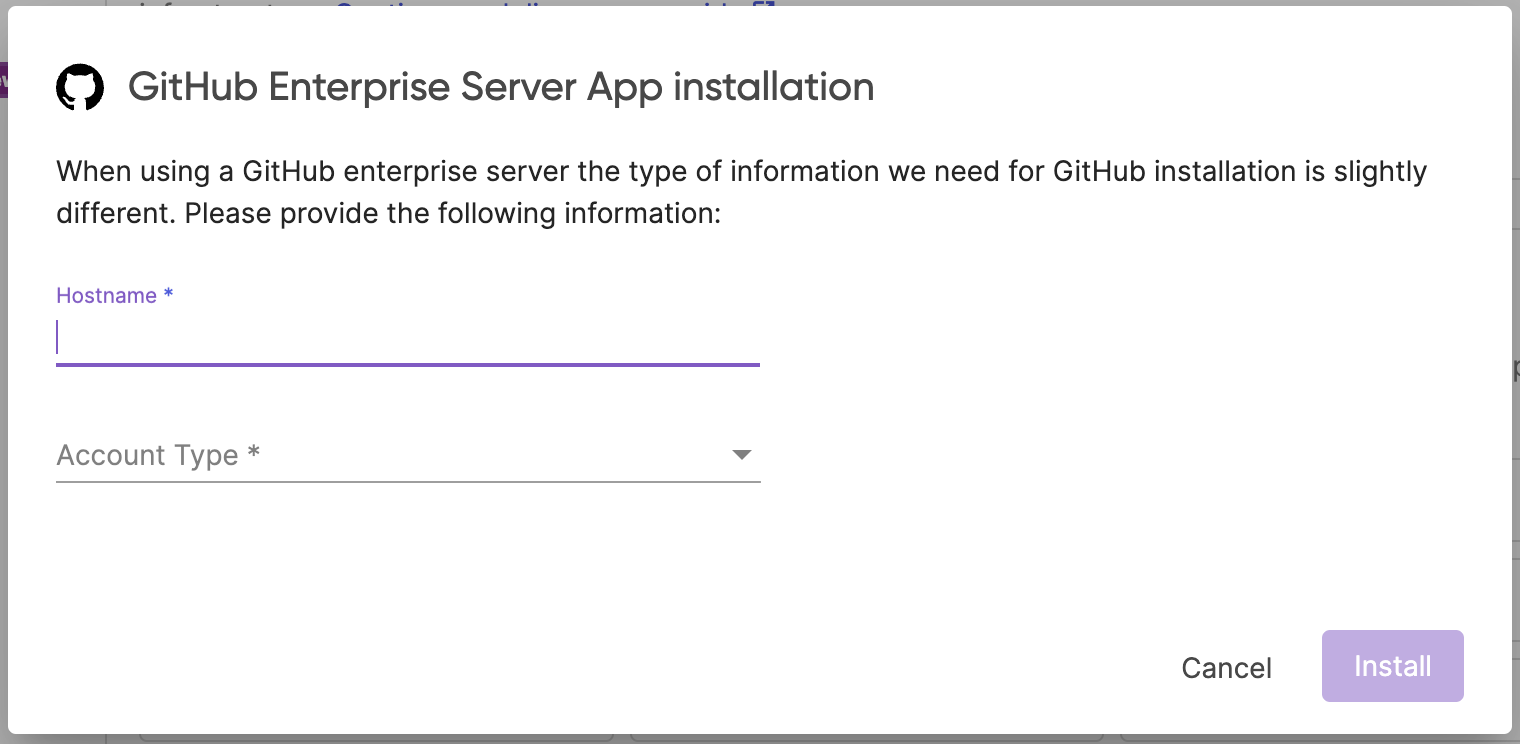 GitHub Enterprise Server App installation
When using a GitHub enterprise server the type of information we need for GitHub installation is slightly
different. Please provide the following information:
Hostname *
Account Type *
Cancel
Install